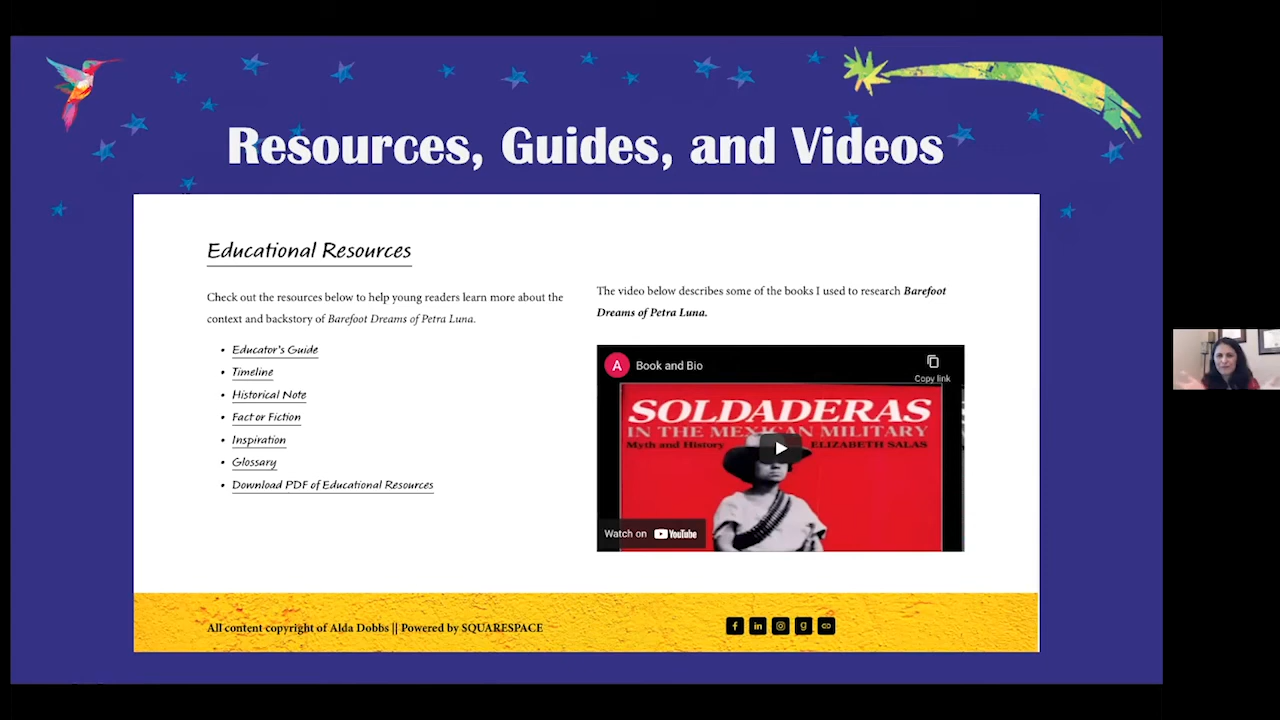 Resources, Guides, and Videos
Educational Resources
Check out the resources below to help young readers learn more about the
context and backstory of Barefoot Dreams of Petra Luna.
• Educator's Guide
• Timeline
• Historical Note
• Fact or Fiction
• Inspiration
• Glossary
• Download PDF of Educational Resources
The video below describes some of the books I used to research Barefoot
Dreams of Petra Luna.
A Book and Bio
Copy link
SOLDADERAS
IN THE MEXICAN MILITARY
Myth and History ELIZABETH SALAS
Watch on YouTube
All content copyright of Alda Dobbs || Powered by SQUARESPACE
f in g